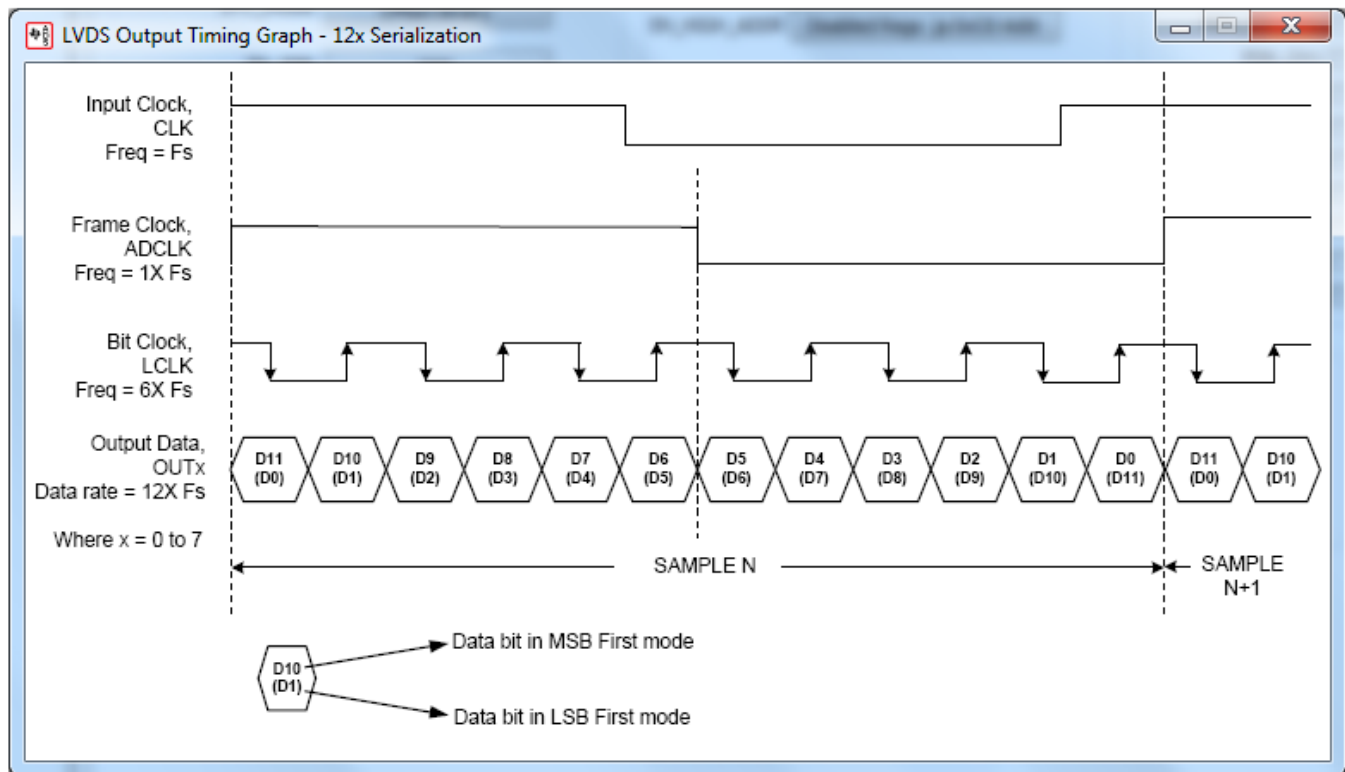 LVDS Output Timing Graph - 12x Serialization
Input Clock,
CLK
Freq = Fs
Frame Clock,
ADCLK
Freq = 1X Fs
Bit Clock,
LCLK
Freq = 6X Fs
Output Data,
OUTx
Data rate = 12X Fs
D11 D10 D9 D8 D7 D6 D5 D4 D3 D2 D1 D0 D11 D10
(D0) (D1) (D2) (D3) (D4) (D5) (D6) (D7) (D8) (D9) (D10) (D11) (D0) (D1)
Where x = 0 to 7
SAMPLE N
SAMPLE
N+1
D10
(D1)
Data bit in MSB First mode
Data bit in LSB First mode